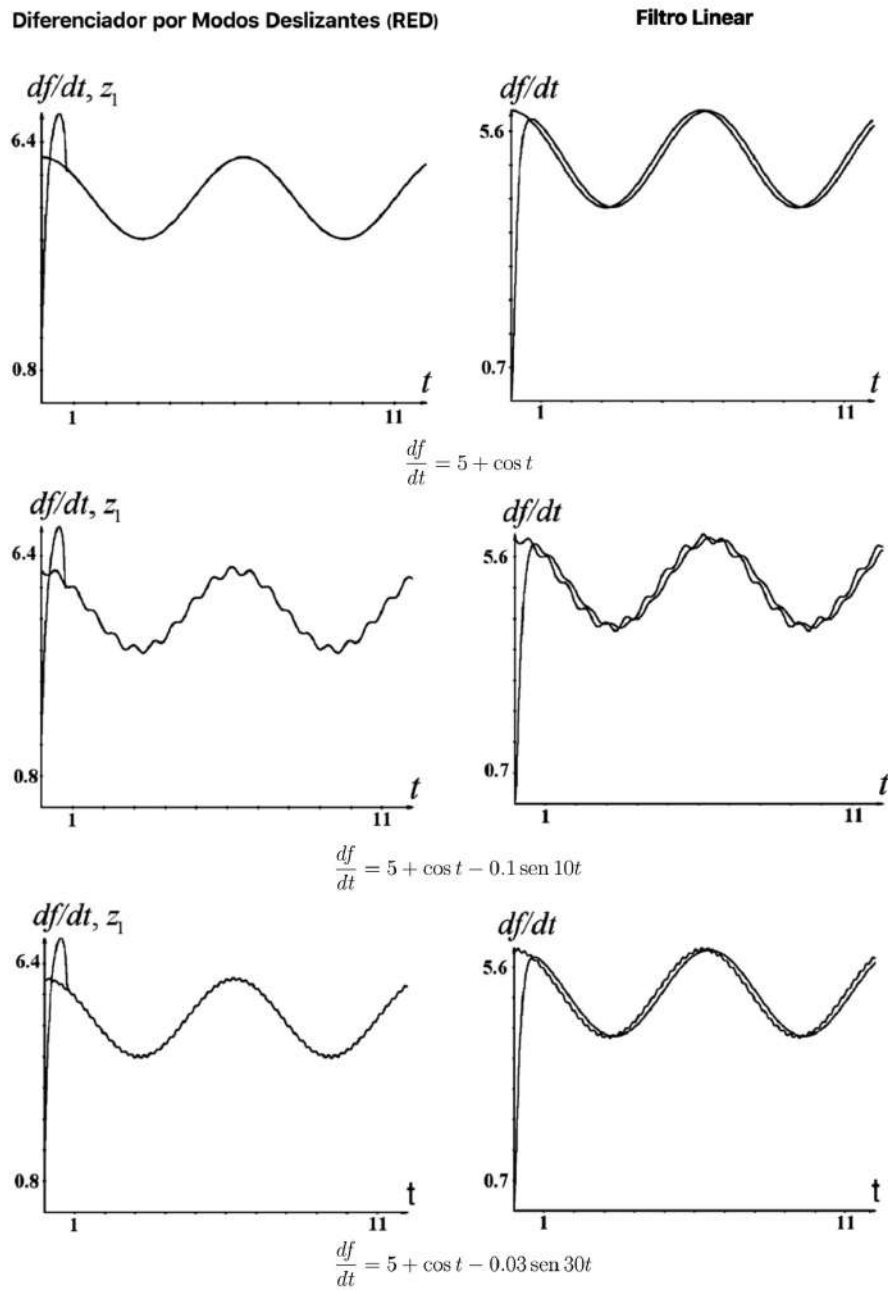 Diferenciador por Modos Deslizantes (RED)
Filtro Linear
df/dt, z₁
6.4
0.8
1
11
t
df/dt
5.6
0.7
1
11
df/dt = 5 + cos t
df/dt, z₁
6.4
0.8
1
11
t
df/dt
5.6
0.7
1
11
t
df/dt = 5 + cos t − 0.1 sen 10t
df/dt, z₁
6.4
0.8
1
11
t
df/dt
5.6
0.7
1
11
t
df/dt = 5 + cos t − 0.03 sen 30t